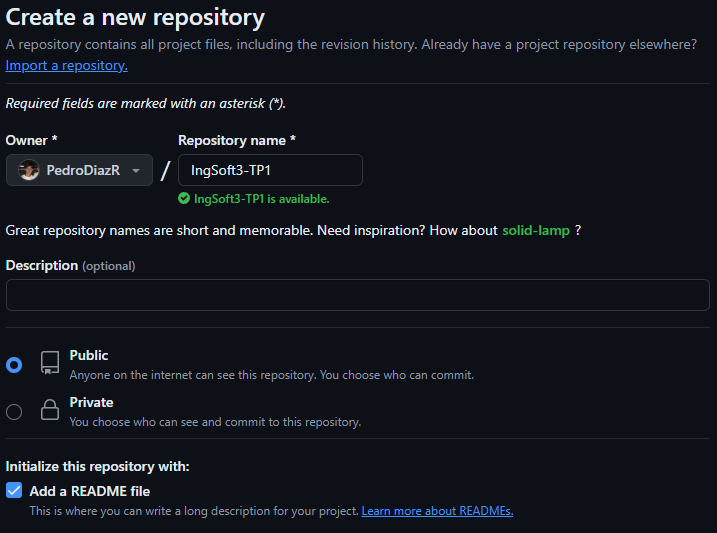 Create a new repository
A repository contains all project files, including the revision history. Already have a project repository elsewhere?
Import a repository.
Required fields are marked with an asterisk (*).
Owner * Repository name *
PedroDiazR / IngSoft3-TP1
IngSoft3-TP1 is available.
Great repository names are short and memorable. Need inspiration? How about solid-lamp ?
Description (optional)
Public
Anyone on the internet can see this repository. You choose who can commit.
Private
You choose who can see and commit to this repository.
Initialize this repository with:
Add a README file
This is where you can write a long description for your project. Learn more about READMEs.